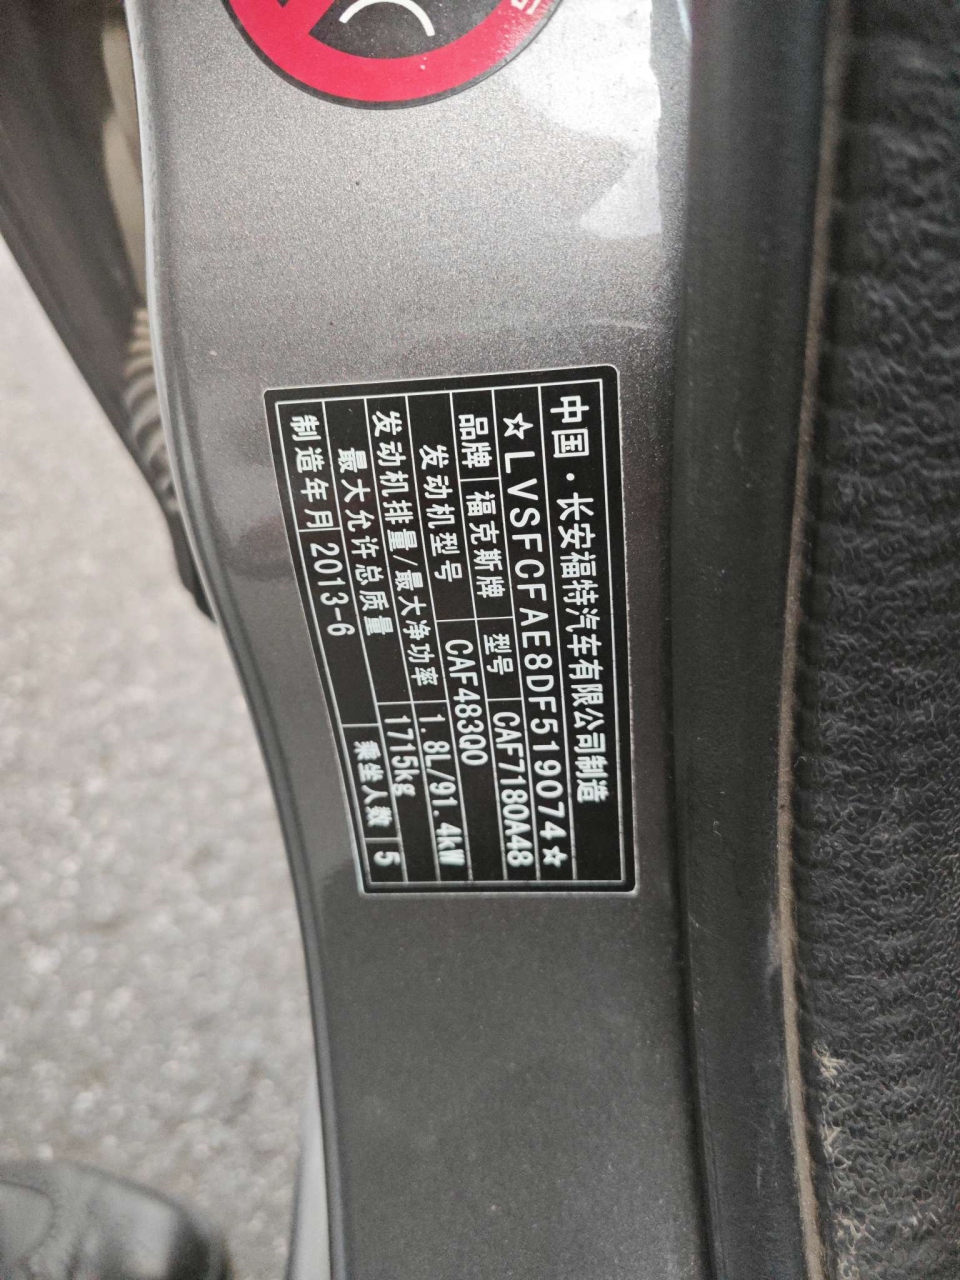 中国·长安福特汽车有限公司制造
☆LVSFCFAE8DF519074☆
品牌 福克斯牌 型号 CAF7180A48
发动机型号 CAF483Q0
发动机排量/最大净功率 1.8L/91.4kW
最大允许总质量 1715kg
制造年月 2013-6 乘坐人数 5